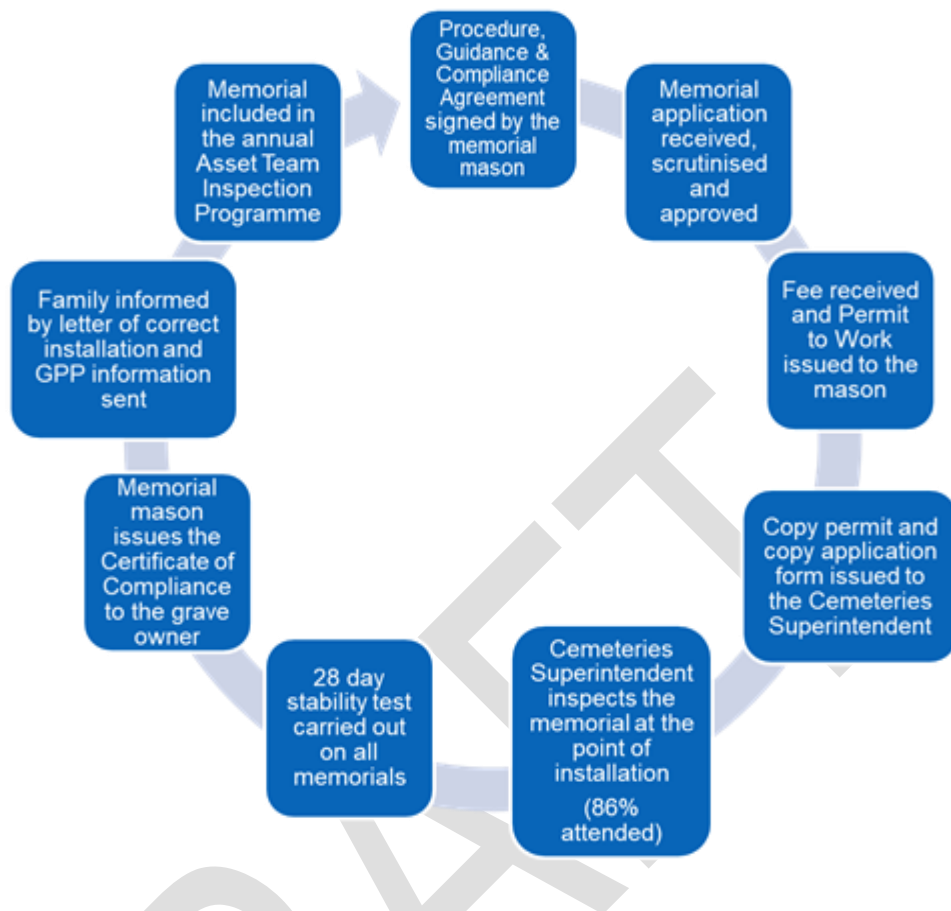 Procedure,
Guidance &
Compliance
Agreement
signed by the
memorial
mason
Memorial
application
received,
scrutinised
and
approved
Fee received
and Permit
to Work
issued to the
mason
Copy permit and
copy application
form issued to
the Cemeteries
Superintendent
Cemeteries
Superintendent
inspects the
memorial at the
point of
installation
(86%
attended)
28 day
stability test
carried out
on all
memorials
Memorial
mason
issues the
Certificate of
Compliance
to the grave
owner
Family informed
by letter of correct
installation and
GPP information
sent
Memorial
included in
the annual
Asset Team
Inspection
Programme
DRAFT